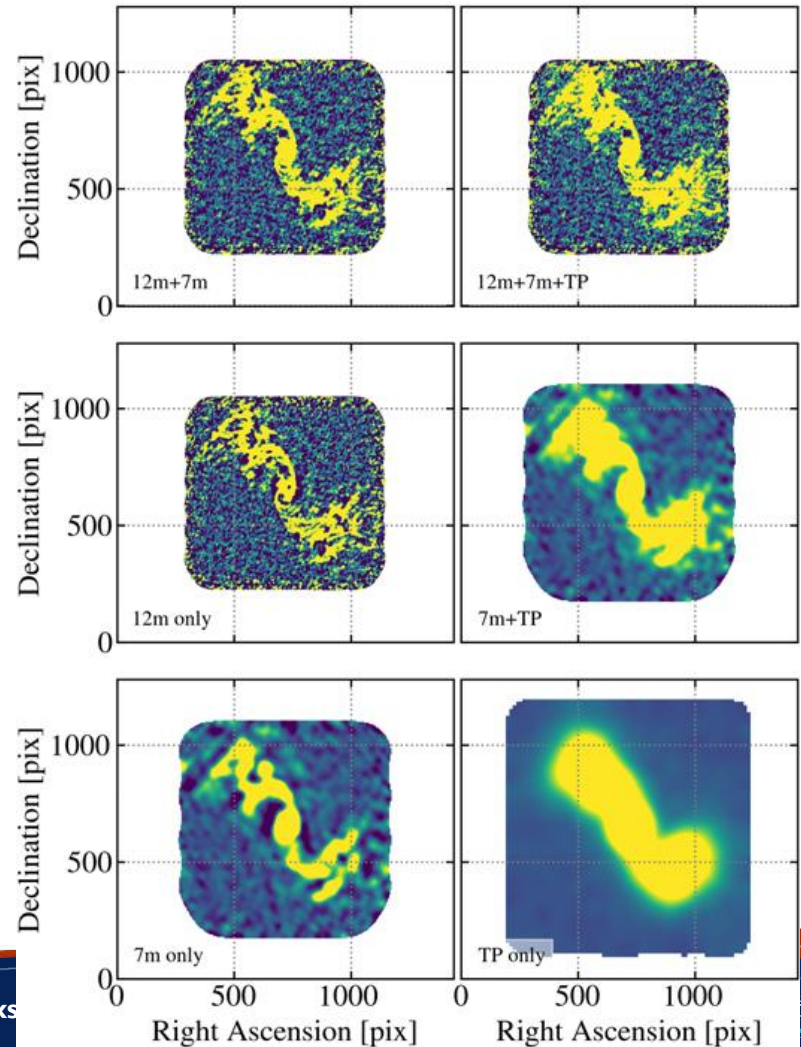 Declination [pix]
1000
500
0
12m+7m
12m+7m+TP
Declination [pix]
1000
500
0
12m only
7m+TP
Declination [pix]
1000
500
0
7m only
TP only
0
500
1000
0
500
1000
Right Ascension [pix]
Right Ascension [pix]